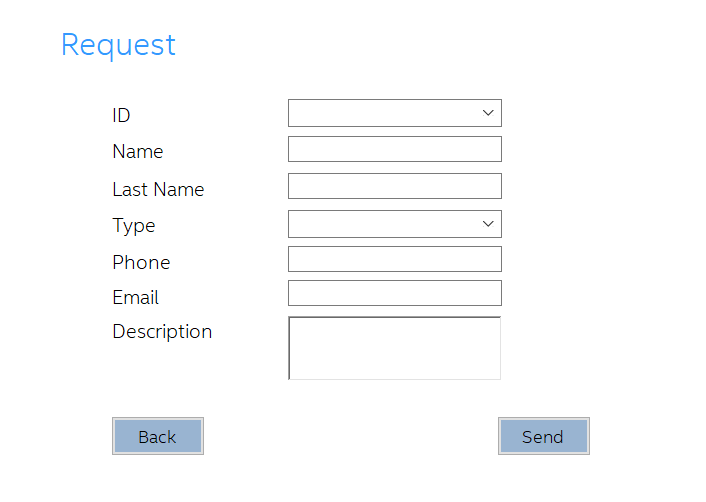 Request
ID
Name
Last Name
Type
Phone
Email
Description
Back
Send